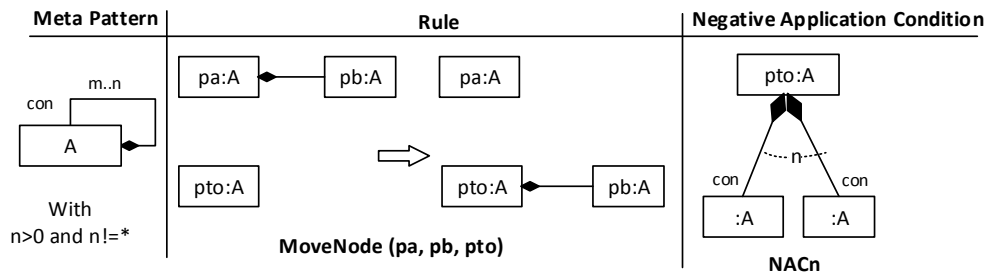 Meta Pattern
Rule
Negative Application Condition
m..n
con
A
With
n>0 and n!=*
pa:A
pb:A
pa:A
pto:A
pto:A
pb:A
MoveNode (pa, pb, pto)
pto:A
n
con
con
:A
:A
NACn